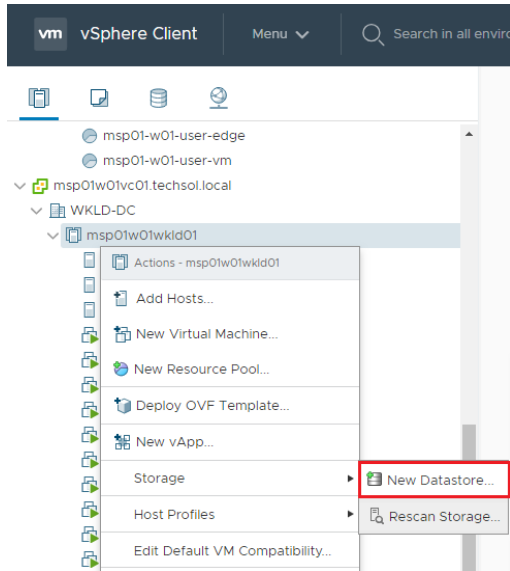 vm vSphere Client Menu Search in all enviro
msp01-w01-user-edge
msp01-w01-user-vm
msp01w01vc01.techsol.local
WKLD-DC
msp01w01wkld01
Actions - msp01w01wkld01
Add Hosts...
New Virtual Machine...
New Resource Pool...
Deploy OVF Template...
New vApp...
Storage
New Datastore...
Host Profiles
Rescan Storage...
Edit Default VM Compatibility...